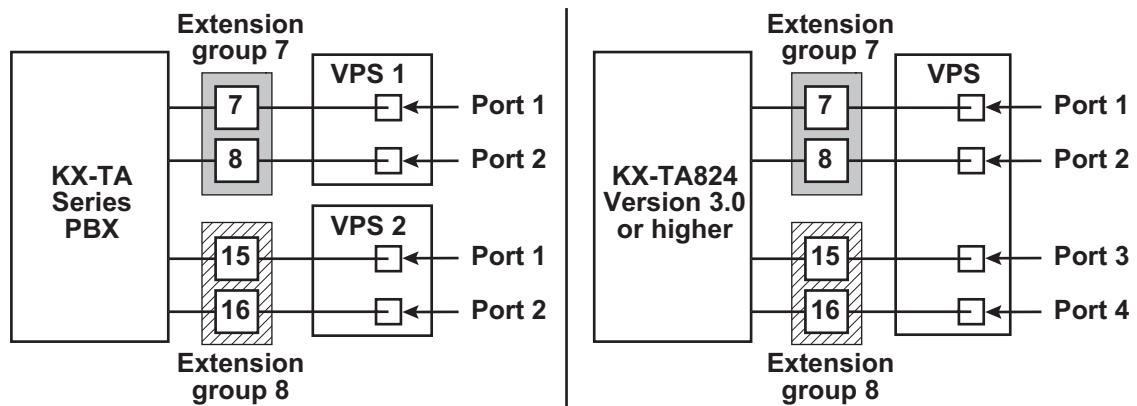 Extension
group 7
VPS 1
7
Port 1
8
Port 2
KX-TA
Series
PBX
VPS 2
15
Port 1
16
Port 2
Extension
group 8
Extension
group 7
VPS
7
Port 1
8
Port 2
KX-TA824
Version 3.0
or higher
15
Port 3
16
Port 4
Extension
group 8